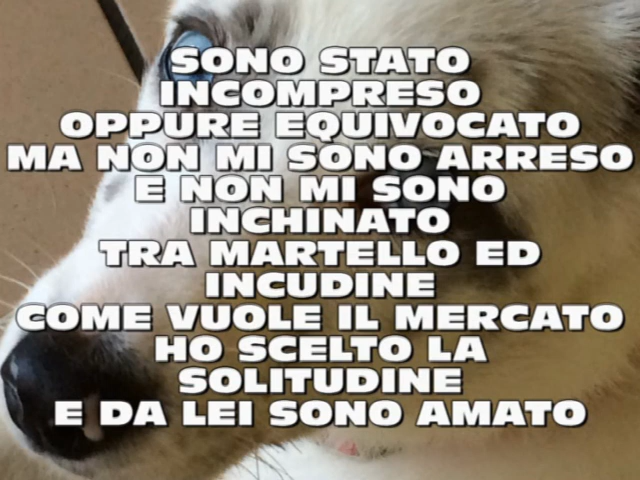 SONO STATO
INCOMPRESO
OPPURE EQUIVOCATO
MA NON MI SONO ARRESO
E NON MI SONO
INCHINATO
TRA MARTELLO ED
INCUDINE
COME VUOLE IL MERCATO
HO SCELTO LA
SOLITUDINE
E DA LEI SONO AMATO